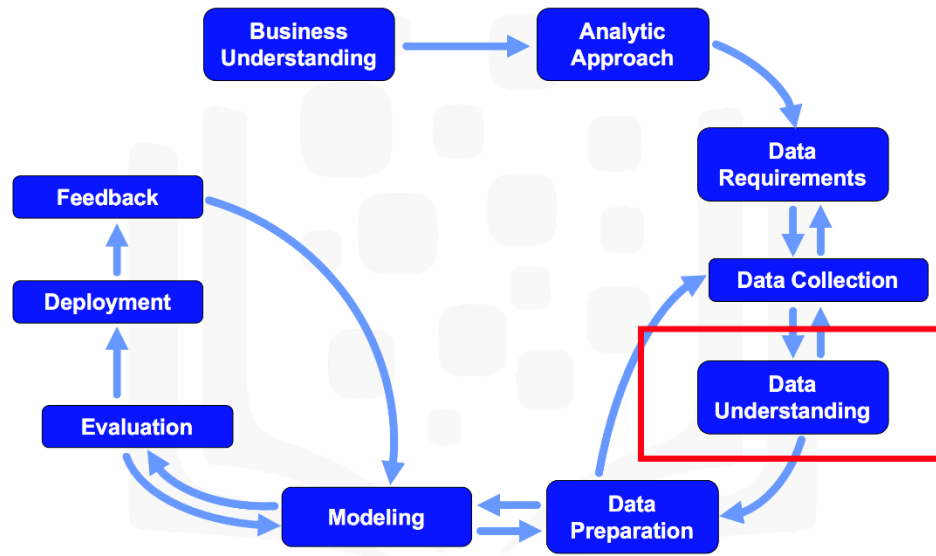 Business
Understanding
Analytic
Approach
Data
Requirements
Feedback
Data Collection
Deployment
Data
Understanding
Evaluation
Modeling
Data
Preparation